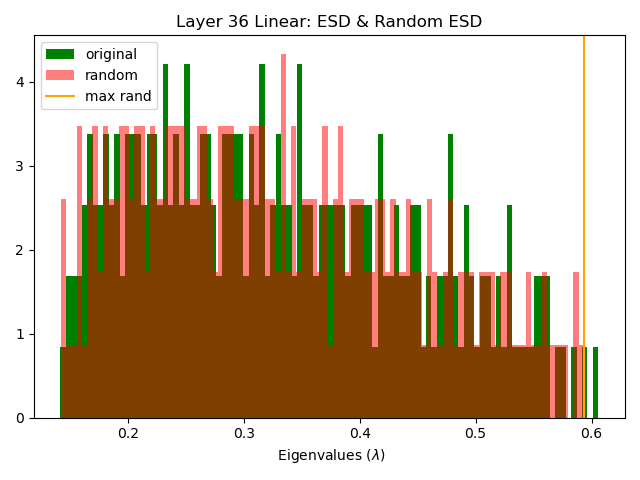 Layer 36 Linear: ESD & Random ESD
original
random
max rand
4
3
2
1
0
0.2 0.3 0.4 0.5 0.6
Eigenvalues (λ)